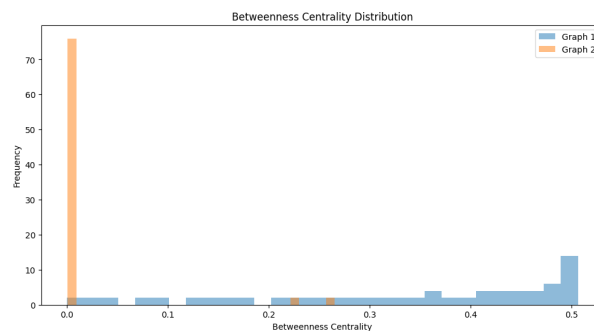 Betweenness Centrality Distribution
Graph 1
Graph 2
Frequency
70
60
50
40
30
20
10
0
0.0 0.1 0.2 0.3 0.4 0.5
Betweenness Centrality